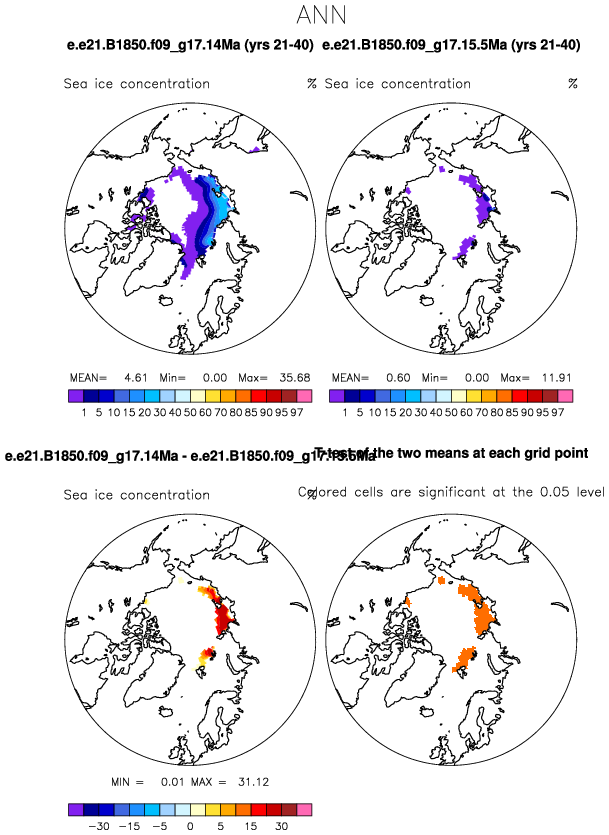 ANN
e.e21.B1850.f09_g17.14Ma (yrs 21-40) e.e21.B1850.f09_g17.15.5Ma (yrs 21-40)
Sea ice concentration % Sea ice concentration %
MEAN= 4.61 Min= 0.00 Max= 35.68 MEAN= 0.60 Min= 0.00 Max= 11.91
1 5 10 15 20 30 40 50 60 70 80 85 90 95 97 1 5 10 15 20 30 40 50 60 70 80 85 90 95 97
e.e21.B1850.f09_g17.14Ma - e.e21.B1850.f09_g17.15.5Ma T-test of the two means at each grid point
Sea ice concentration % Colored cells are significant at the 0.05 level
MIN = 0.01 MAX = 31.12
-30 -15 -5 0 5 15 30